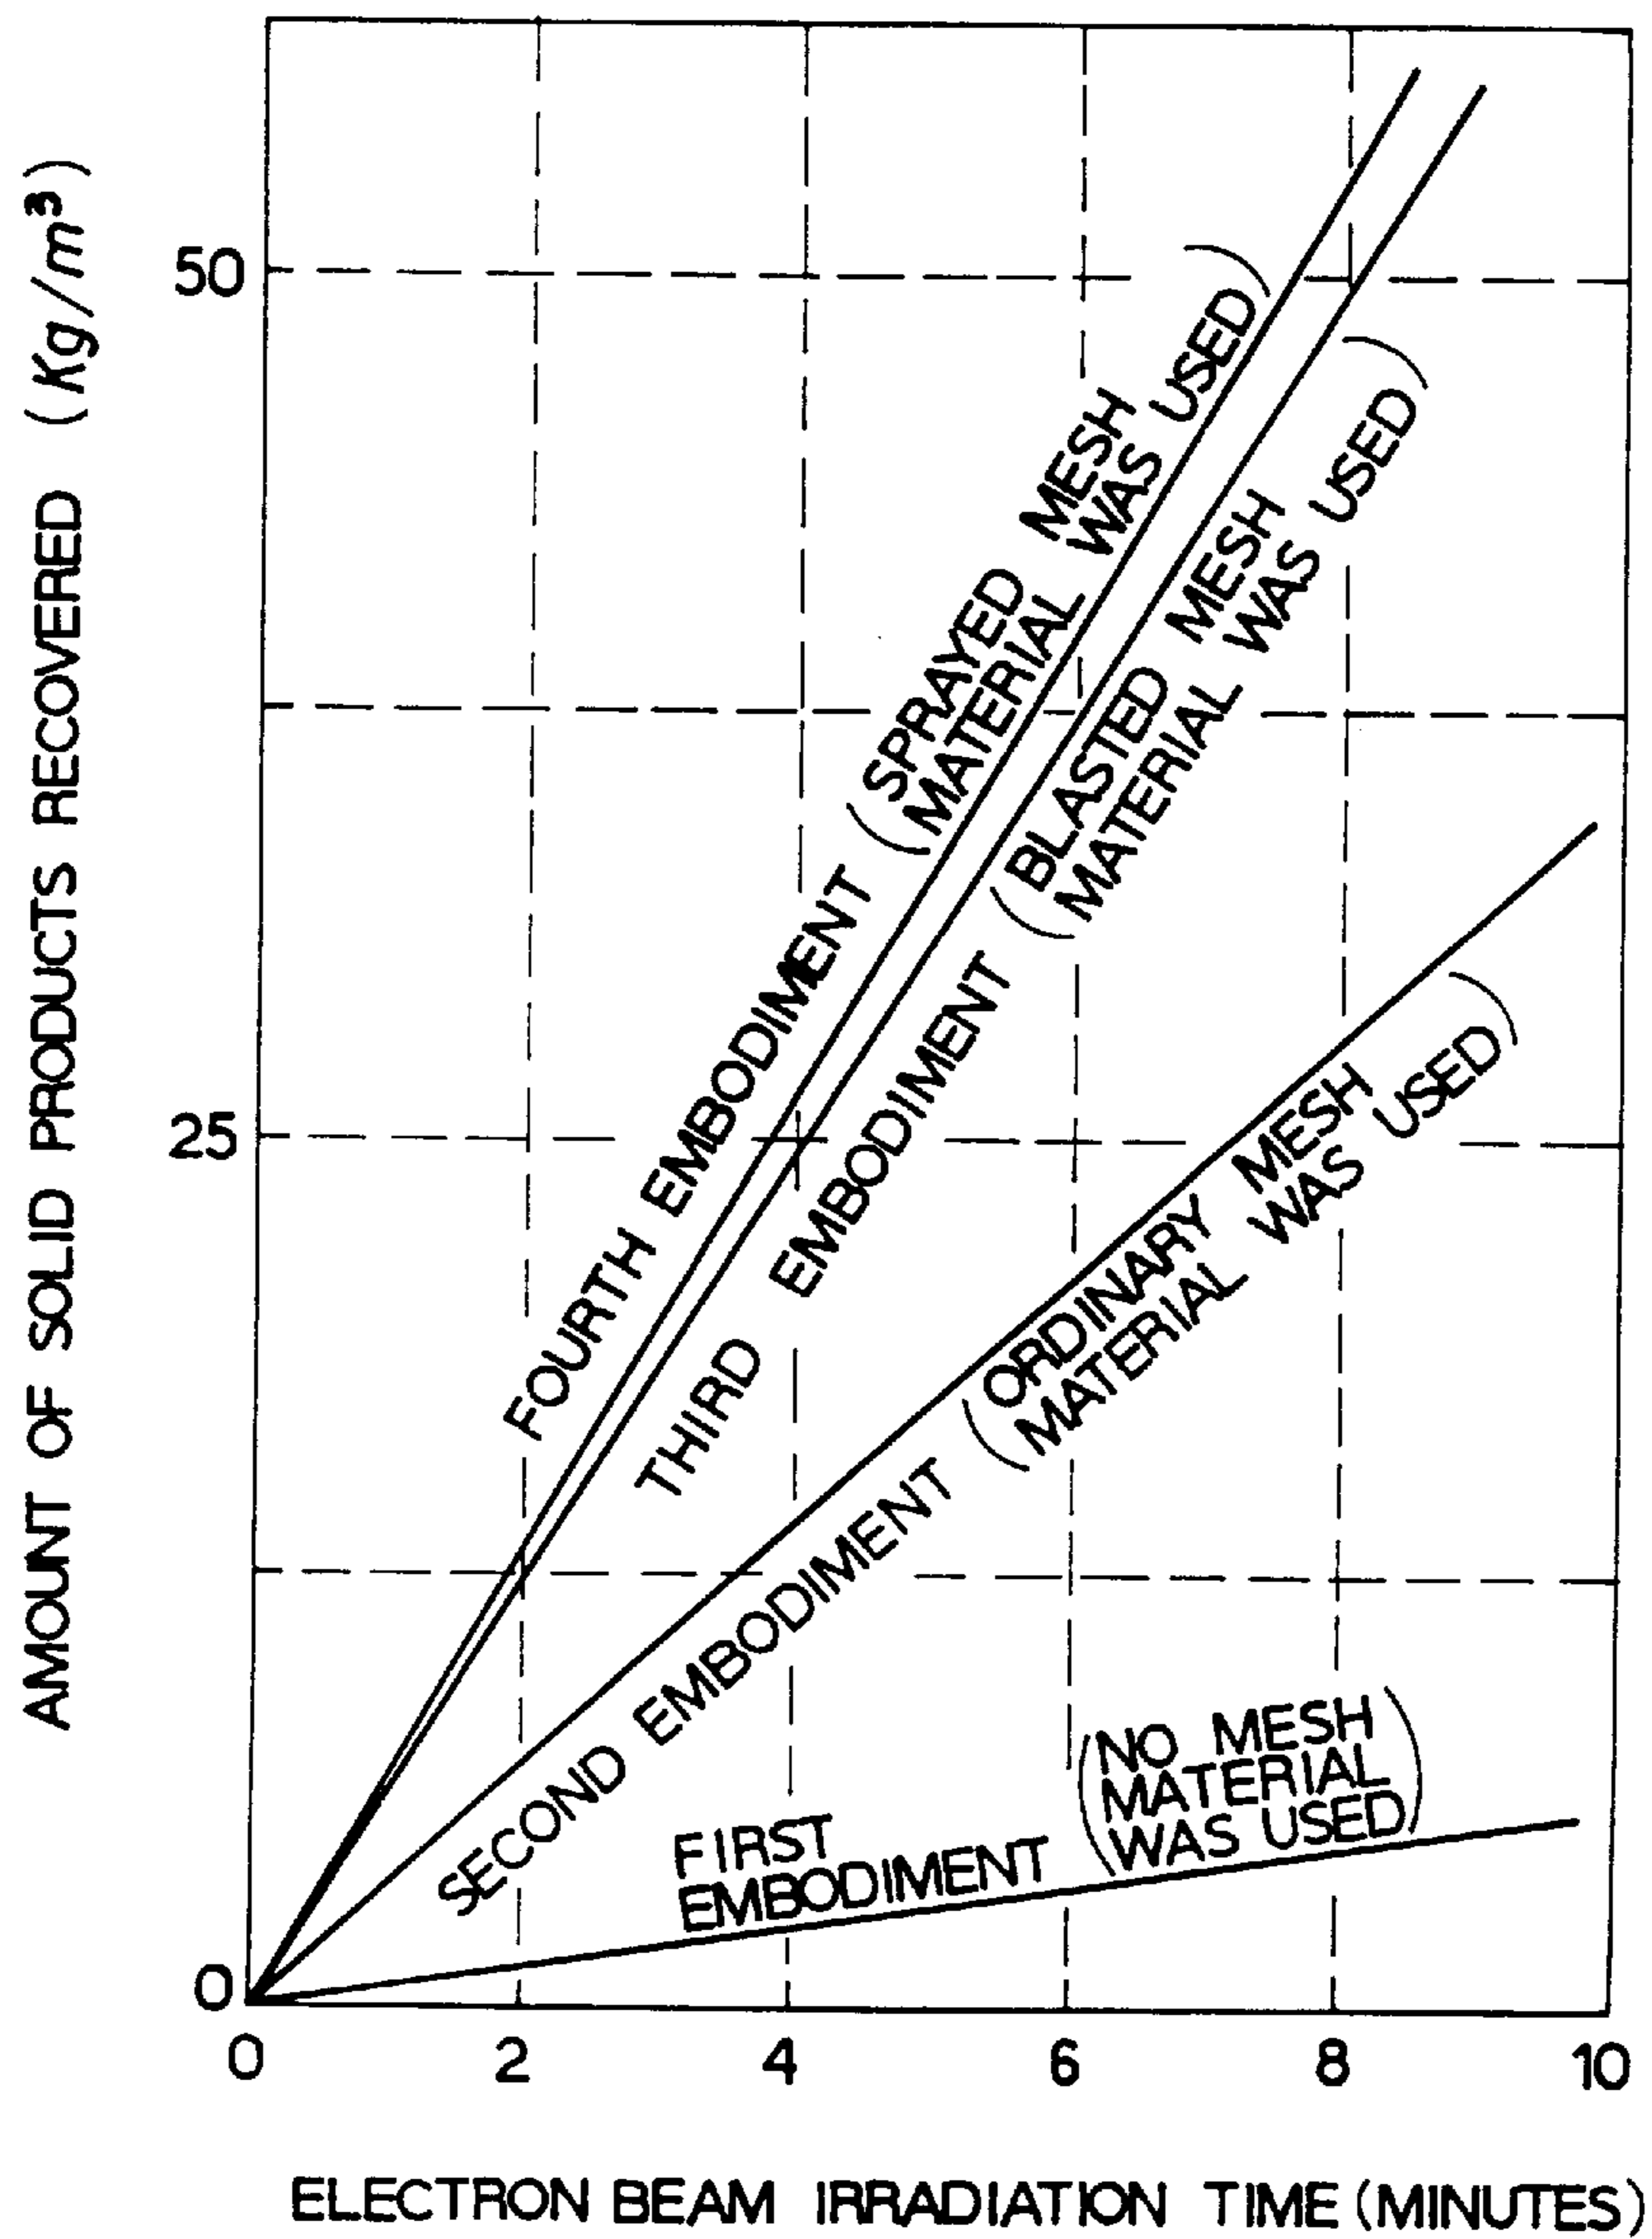 AMOUNT OF SOLID PRODUCTS RECOVERED (Kg/m³)
50
25
0
FOURTH EMBODIMENT (SPRAYED MESH
MATERIAL WAS USED)
THIRD EMBODIMENT (BLASTED MESH
MATERIAL WAS USED)
SECOND EMBODIMENT (ORDINARY MESH
MATERIAL WAS USED)
FIRST
EMBODIMENT
(NO MESH
MATERIAL
WAS USED)
0 2 4 6 8 10
ELECTRON BEAM IRRADIATION TIME (MINUTES)